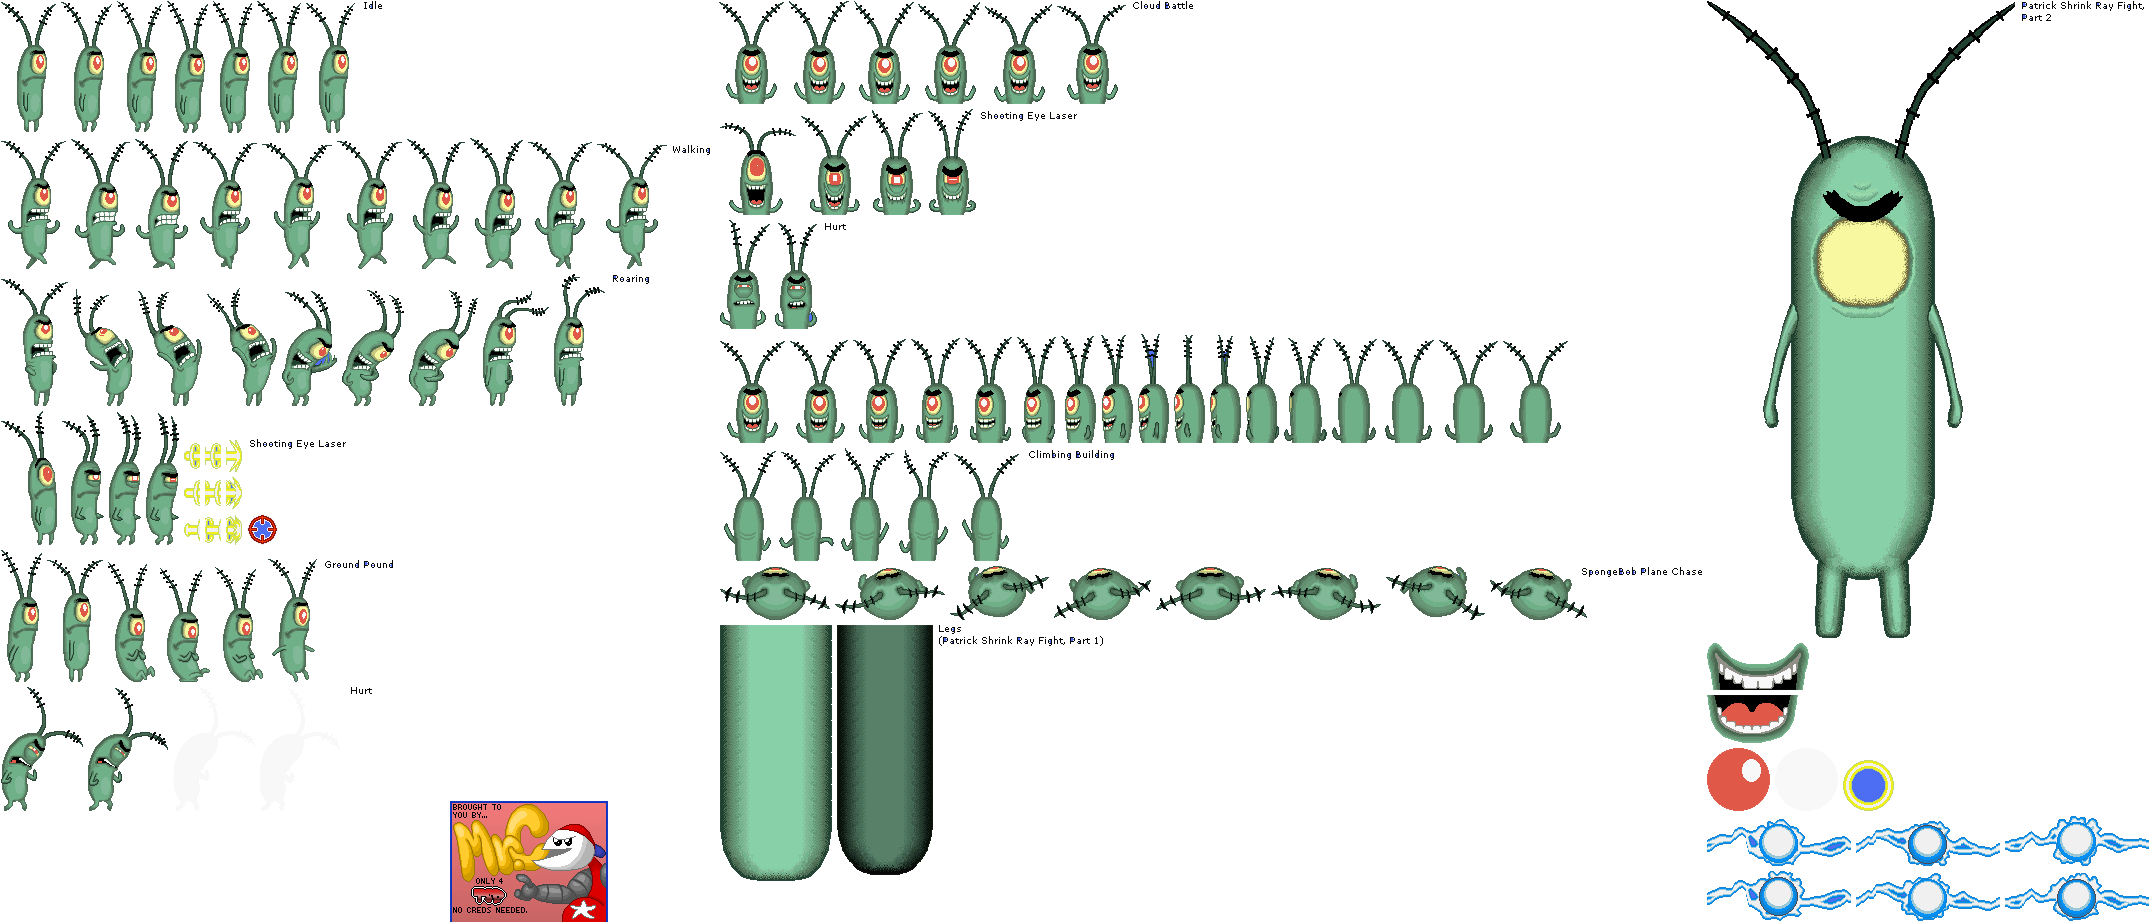 Idle
Walking
Roaring
Shooting Eye Laser
Ground Pound
Hurt
BROUGHT TO
YOU BY...
Mr. C
ONLY 4
NO CREDS NEEDED.
Cloud Battle
Shooting Eye Laser
Hurt
Climbing Building
SpongeBob Plane Chase
Legs
(Patrick Shrink Ray Fight, Part 1)
Patrick Shrink Ray Fight,
Part 2